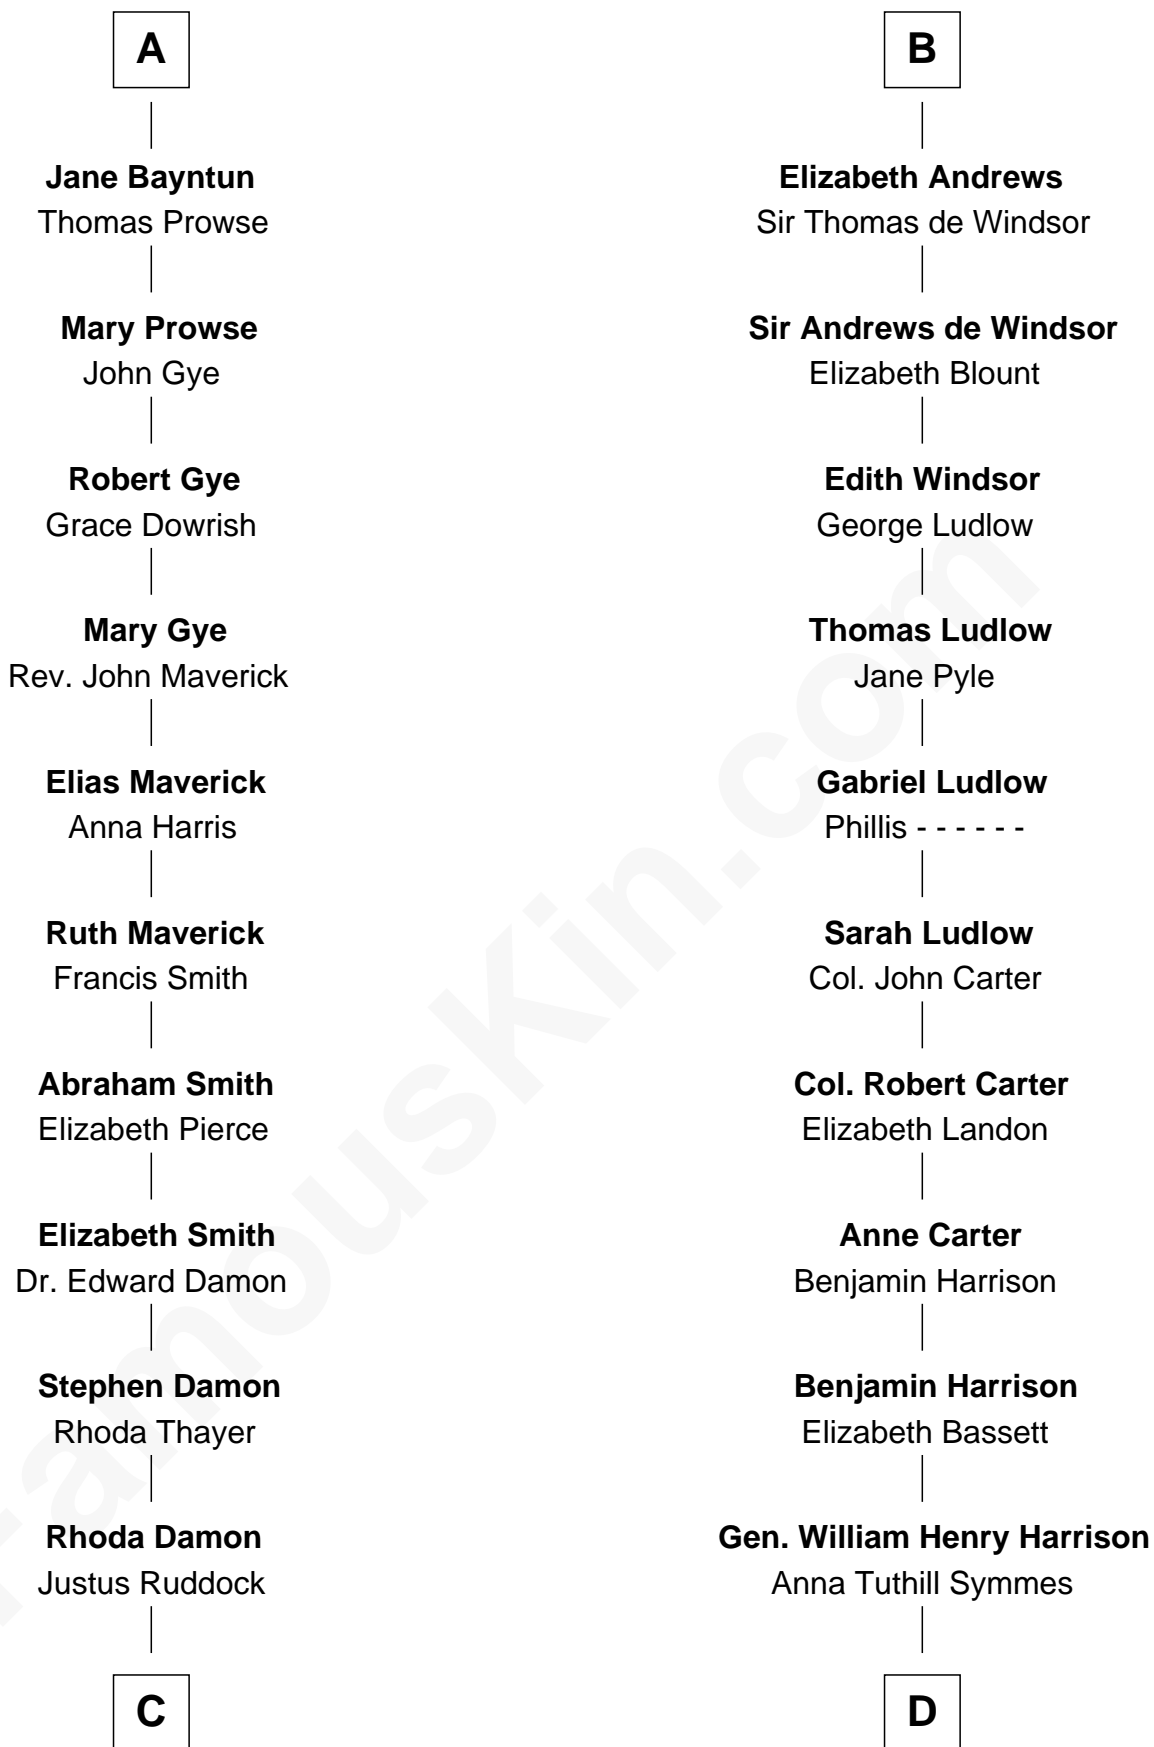 A
Jane Bayntun
Thomas Prowse
Mary Prowse
John Gye
Robert Gye
Grace Dowrish
Mary Gye
Rev. John Maverick
Elias Maverick
Anna Harris
Ruth Maverick
Francis Smith
Abraham Smith
Elizabeth Pierce
Elizabeth Smith
Dr. Edward Damon
Stephen Damon
Rhoda Thayer
Rhoda Damon
Justus Ruddock
C
B
Elizabeth Andrews
Sir Thomas de Windsor
Sir Andrews de Windsor
Elizabeth Blount
Edith Windsor
George Ludlow
Thomas Ludlow
Jane Pyle
Gabriel Ludlow
Phillis - - - - - -
Sarah Ludlow
Col. John Carter
Col. Robert Carter
Elizabeth Landon
Anne Carter
Benjamin Harrison
Benjamin Harrison
Elizabeth Bassett
Gen. William Henry Harrison
Anna Tuthill Symmes
D
FamousKin.com